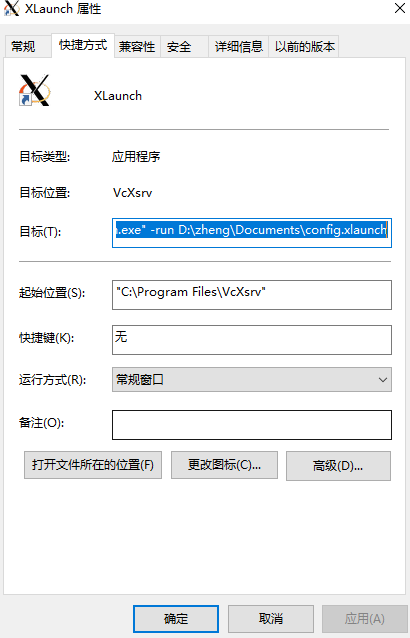 XLaunch 属性
常规 快捷方式 兼容性 安全 详细信息 以前的版本
XLaunch
目标类型: 应用程序
目标位置: VcXsrv
目标(T): .exe" -run D:\zheng\Documents\config.xlaunch
起始位置(S): "C:\Program Files\VcXsrv"
快捷键(K): 无
运行方式(R): 常规窗口
备注(O):
打开文件所在的位置(F) 更改图标(C)... 高级(D)...
确定 取消 应用(A)